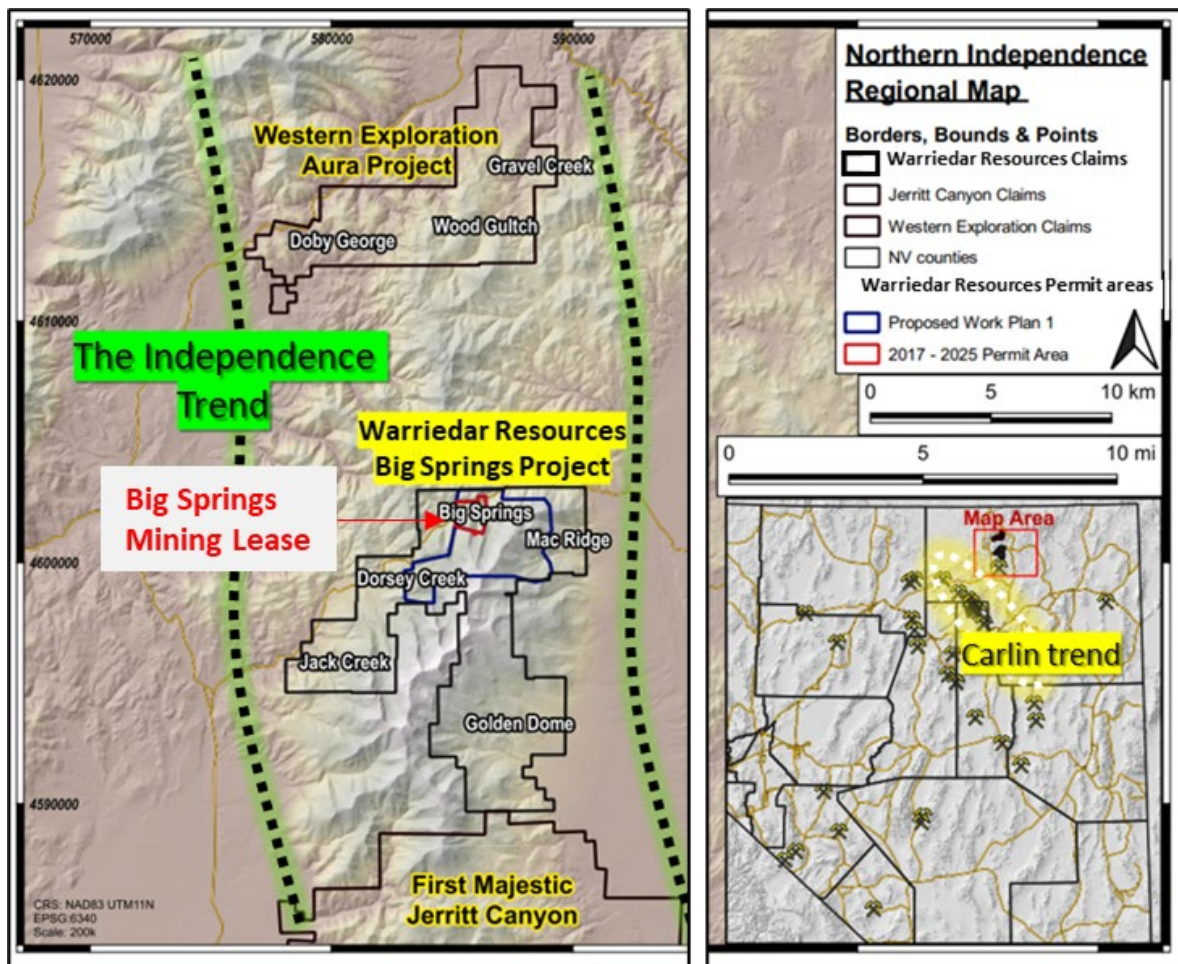 570000
580000
590000
4620000
4610000
4600000
4590000
Western Exploration
Aura Project
Gravel Creek
Wood Gultch
Doby George
The Independence
Trend
Warriedar Resources
Big Springs Project
Big Springs
Mining Lease
Big Springs
Mac Ridge
Dorsey Creek
Jack Creek
Golden Dome
First Majestic
Jerritt Canyon
CRS: NAD83 UTM11N
EPSG:6340
Scale: 200k
Northern Independence
Regional Map
Borders, Bounds & Points
Warriedar Resources Claims
Jerritt Canyon Claims
Western Exploration Claims
NV counties
Warriedar Resources Permit areas
Proposed Work Plan 1
2017 - 2025 Permit Area
0 5 10 km
0 5 10 mi
Map Area
Carlin trend